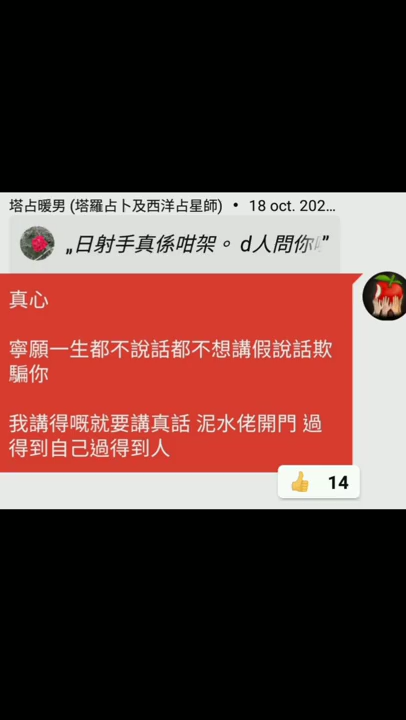 塔占暖男 (塔羅占卜及西洋占星師) • 18 oct. 202...
„日射手真係咁架。d人問你"
真心
寧願一生都不說話都不想講假說話欺
騙你
我講得嘅就要講真話 泥水佬開門 過
得到自己過得到人
14